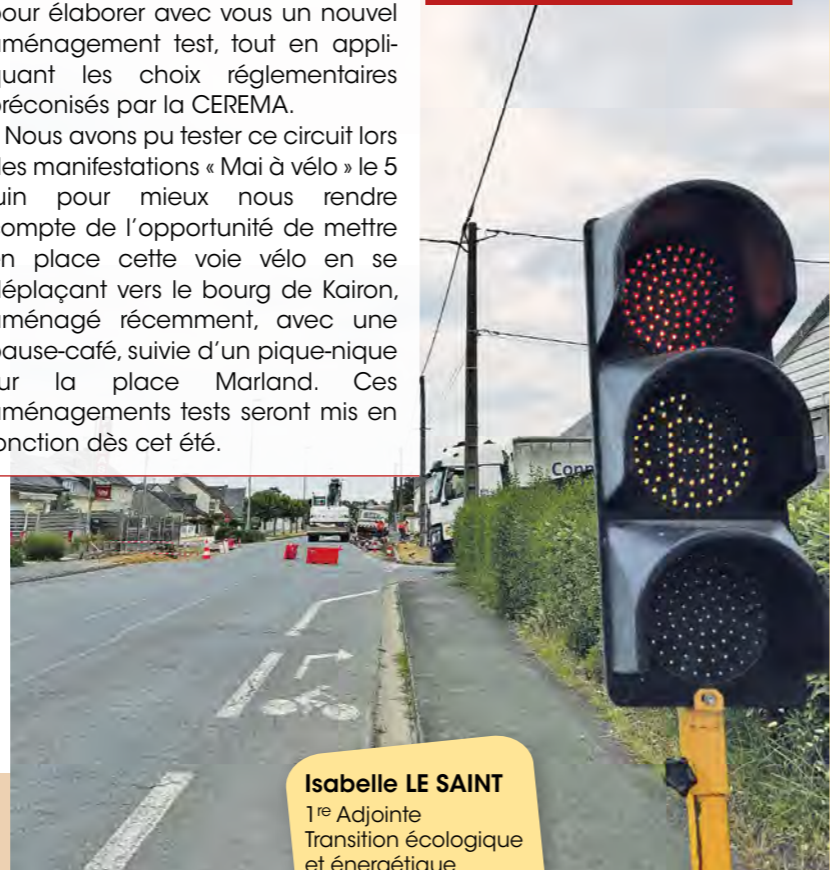 pour élaborer avec vous un nouvel
aménagement test, tout en appli-
quant les choix réglementaires
préconisés par la CEREMA.
Nous avons pu tester ce circuit lors
des manifestations « Mai à vélo » le 5
juin pour mieux nous rendre
compte de l'opportunité de mettre
en place cette voie vélo en se
déplaçant vers le bourg de Kairon,
aménagé récemment, avec une
pause-café, suivie d'un pique-nique
sur la place Marland. Ces
aménagements tests seront mis en
fonction dès cet été.
Conn
Isabelle LE SAINT
1re Adjointe
Transition écologique
et énergétique